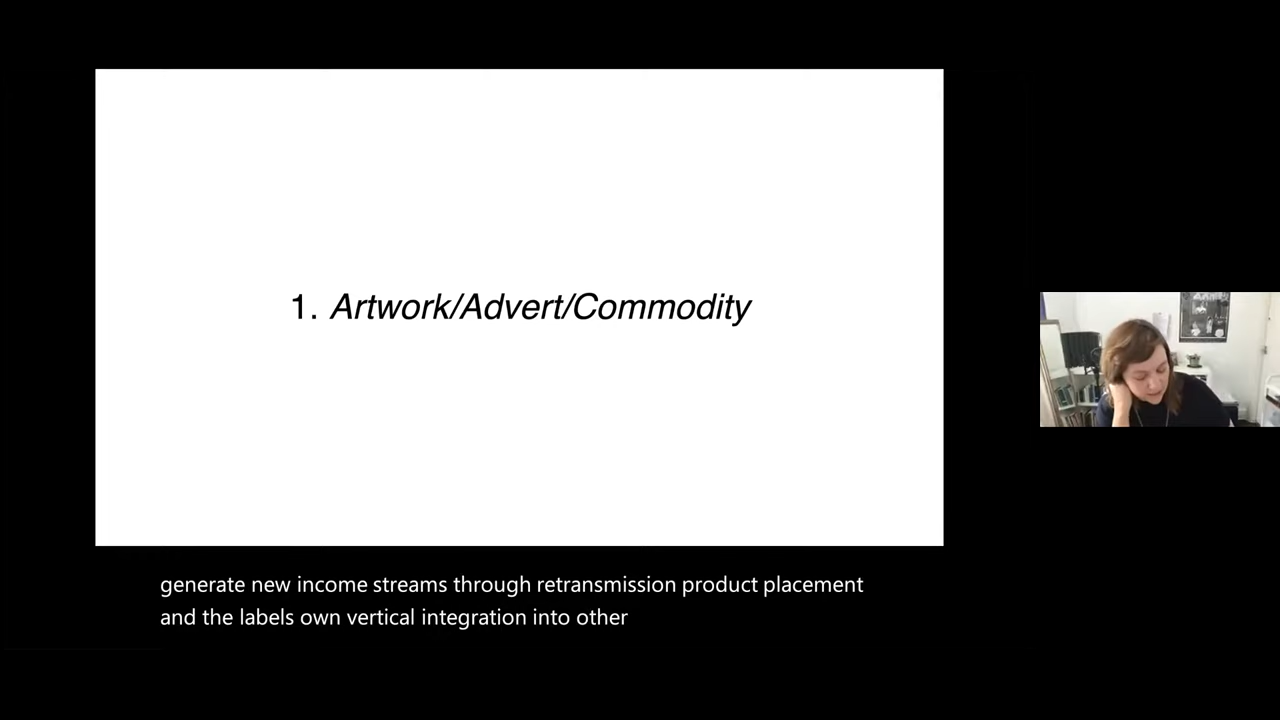 1. Artwork/Advert/Commodity
generate new income streams through retransmission product placement
and the labels own vertical integration into other